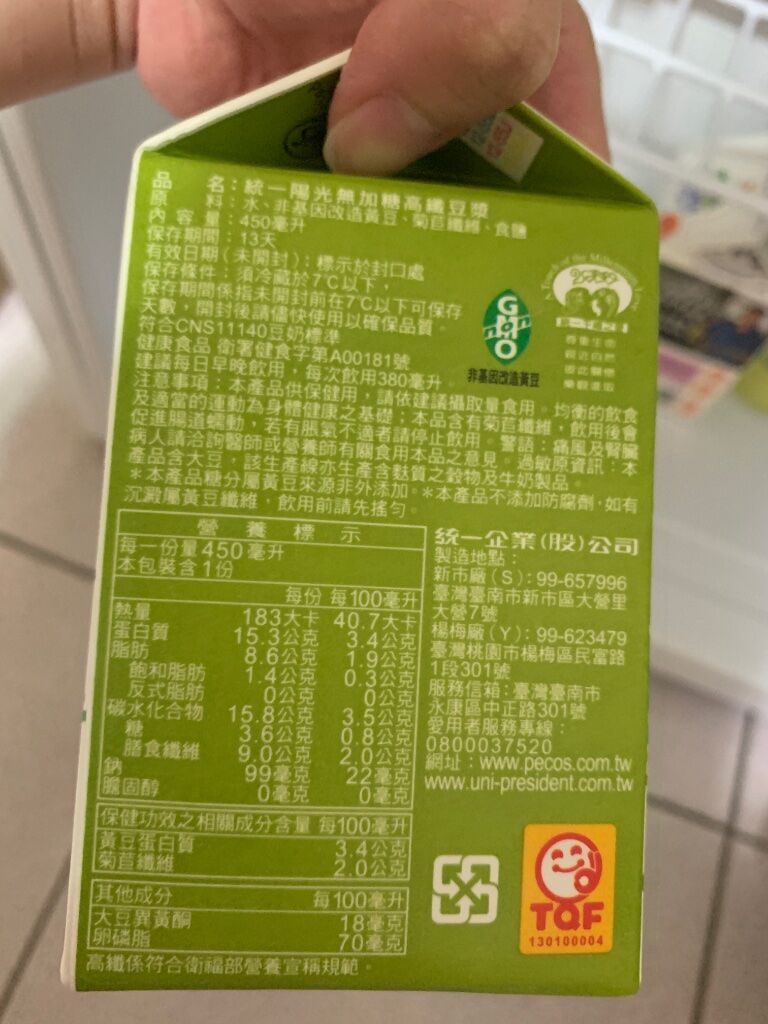 品　名：統一陽光無加糖高纖豆漿
原　料：水、非基因改造黃豆、菊苣纖維、食鹽
內容量：450毫升
保存期間：13天
有效日期(未開封)：標示於封口處
保存條件：須冷藏於7℃以下，
保存期間係指未開封前在7℃以下可保存
天數，開封後請儘快使用以確保品質。
符合CNS11140豆奶標準
健康食品 衛署健食字第A00181號
建議每日早晚飲用，每次飲用380毫升。
注意事項：本產品供保健用，請依建議攝取量食用。均衡的飲食
及適當的運動為身體健康之基礎；本品含有菊苣纖維，飲用後會
促進腸道蠕動，若有脹氣不適者請停止飲用。警語：痛風及腎臟
病人請洽詢醫師或營養師有關食用本品之意見。過敏原資訊：本
產品含大豆，該生產線亦生產含麩質之穀物及牛奶製品。
*本產品糖分屬黃豆來源非外添加。*本產品不添加防腐劑，如有
沉澱屬黃豆纖維，飲用前請先搖勻。
non
GMO
非基因改造黃豆
營養標示
每一份量450毫升
本包裝含1份
每份 每100毫升
熱量 183大卡 40.7大卡
蛋白質 15.3公克 3.4公克
脂肪 8.6公克 1.9公克
飽和脂肪 1.4公克 0.3公克
反式脂肪 0公克 0公克
碳水化合物 15.8公克 3.5公克
糖 3.6公克 0.8公克
膳食纖維 9.0公克 2.0公克
鈉 99毫克 22毫克
膽固醇 0毫克 0毫克
保健功效之相關成分含量 每100毫升
黃豆蛋白質 3.4公克
菊苣纖維 2.0公克
其他成分 每100毫升
大豆異黃酮 18毫克
卵磷脂 70毫克
高纖係符合衛福部營養宣稱規範。
統一企業(股)公司
製造地點：
新市廠(S)：99-657996
臺灣臺南市新市區大營里
大營7號
楊梅廠(Y)：99-623479
臺灣桃園市楊梅區民富路
1段301號
服務信箱：臺灣臺南市
永康區中正路301號
愛用者服務專線：
0800037520
網址：www.pecos.com.tw
www.uni-president.com.tw
TQF
130100004